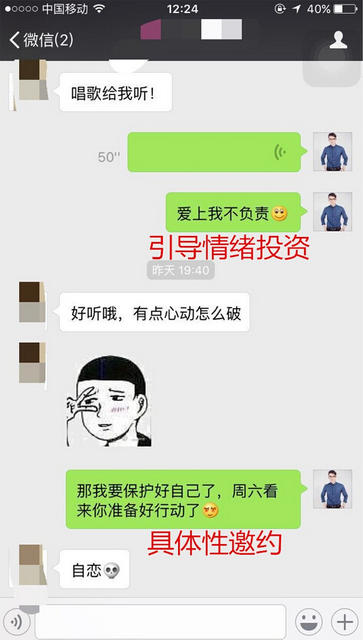 中国移动 12:24 40%
微信(2)
唱歌给我听！
50''
爱上我不负责
引导情绪投资
昨天 19:40
好听哦，有点心动怎么破
那我要保护好自己了，周六看
来你准备好行动了
具体性邀约
自恋